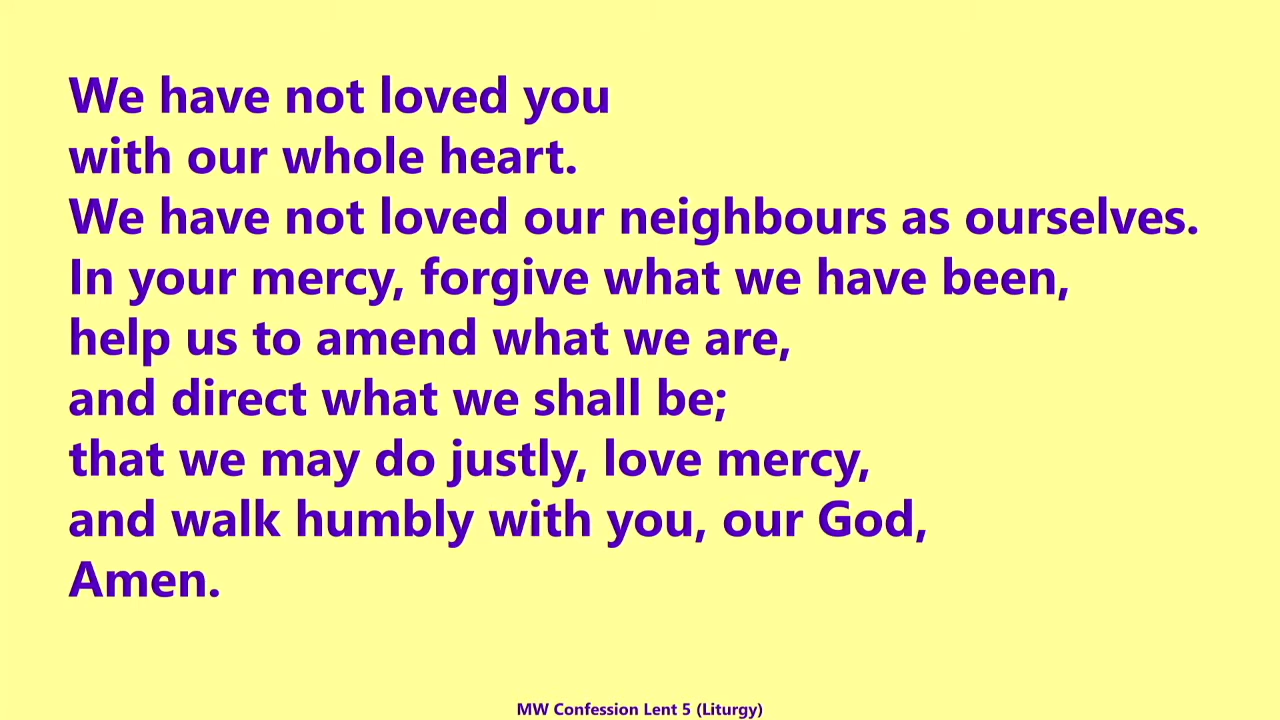 We have not loved you
with our whole heart.
We have not loved our neighbours as ourselves.
In your mercy, forgive what we have been,
help us to amend what we are,
and direct what we shall be;
that we may do justly, love mercy,
and walk humbly with you, our God,
Amen.
MW Confession Lent 5 (Liturgy)